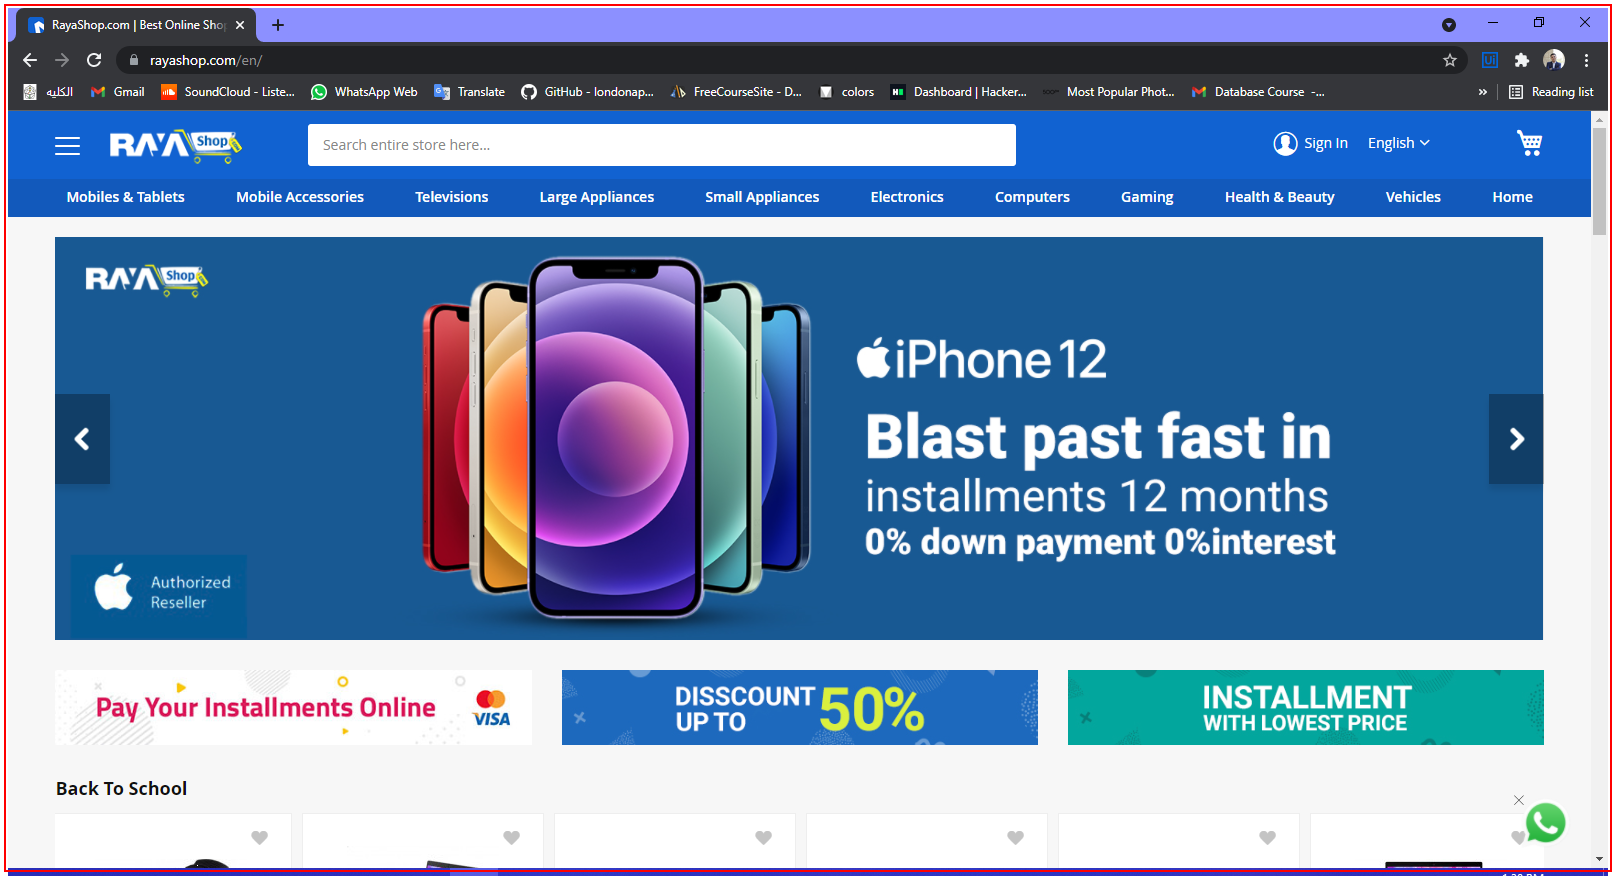 RayaShop.com | Best Online Shop
rayashop.com/en/
الكليه
Gmail
SoundCloud - Liste...
WhatsApp Web
Translate
GitHub - londonap...
FreeCourseSite - D...
colors
Dashboard | Hacker...
Most Popular Phot...
Database Course -...
»
Reading list
RAYA Shop
Search entire store here...
Sign In
English
Mobiles & Tablets
Mobile Accessories
Televisions
Large Appliances
Small Appliances
Electronics
Computers
Gaming
Health & Beauty
Vehicles
Home
RAYA Shop
iPhone 12
Blast past fast in
installments 12 months
0% down payment 0%interest
Authorized
Reseller
Pay Your Installments Online
VISA
DISSCOUNT
UP TO
50%
INSTALLMENT
WITH LOWEST PRICE
Back To School